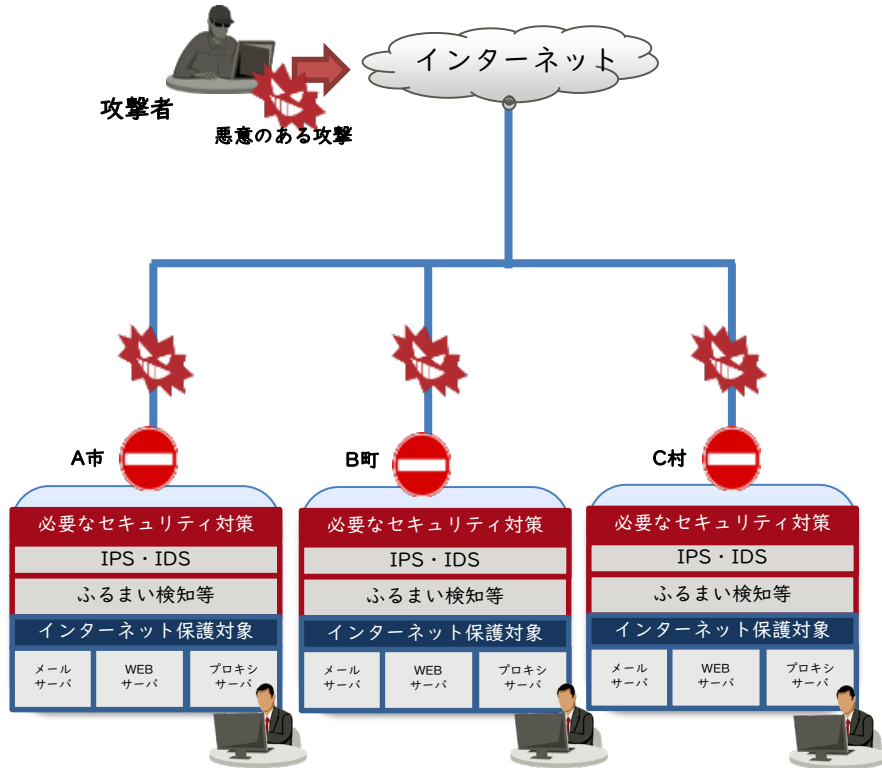 インターネット
攻撃者
悪意のある攻撃
A市
B町
C村
必要なセキュリティ対策
IPS・IDS
ふるまい検知等
インターネット保護対象
メール
サーバ
WEB
サーバ
プロキシ
サーバ
必要なセキュリティ対策
IPS・IDS
ふるまい検知等
インターネット保護対象
メール
サーバ
WEB
サーバ
プロキシ
サーバ
必要なセキュリティ対策
IPS・IDS
ふるまい検知等
インターネット保護対象
メール
サーバ
WEB
サーバ
プロキシ
サーバ